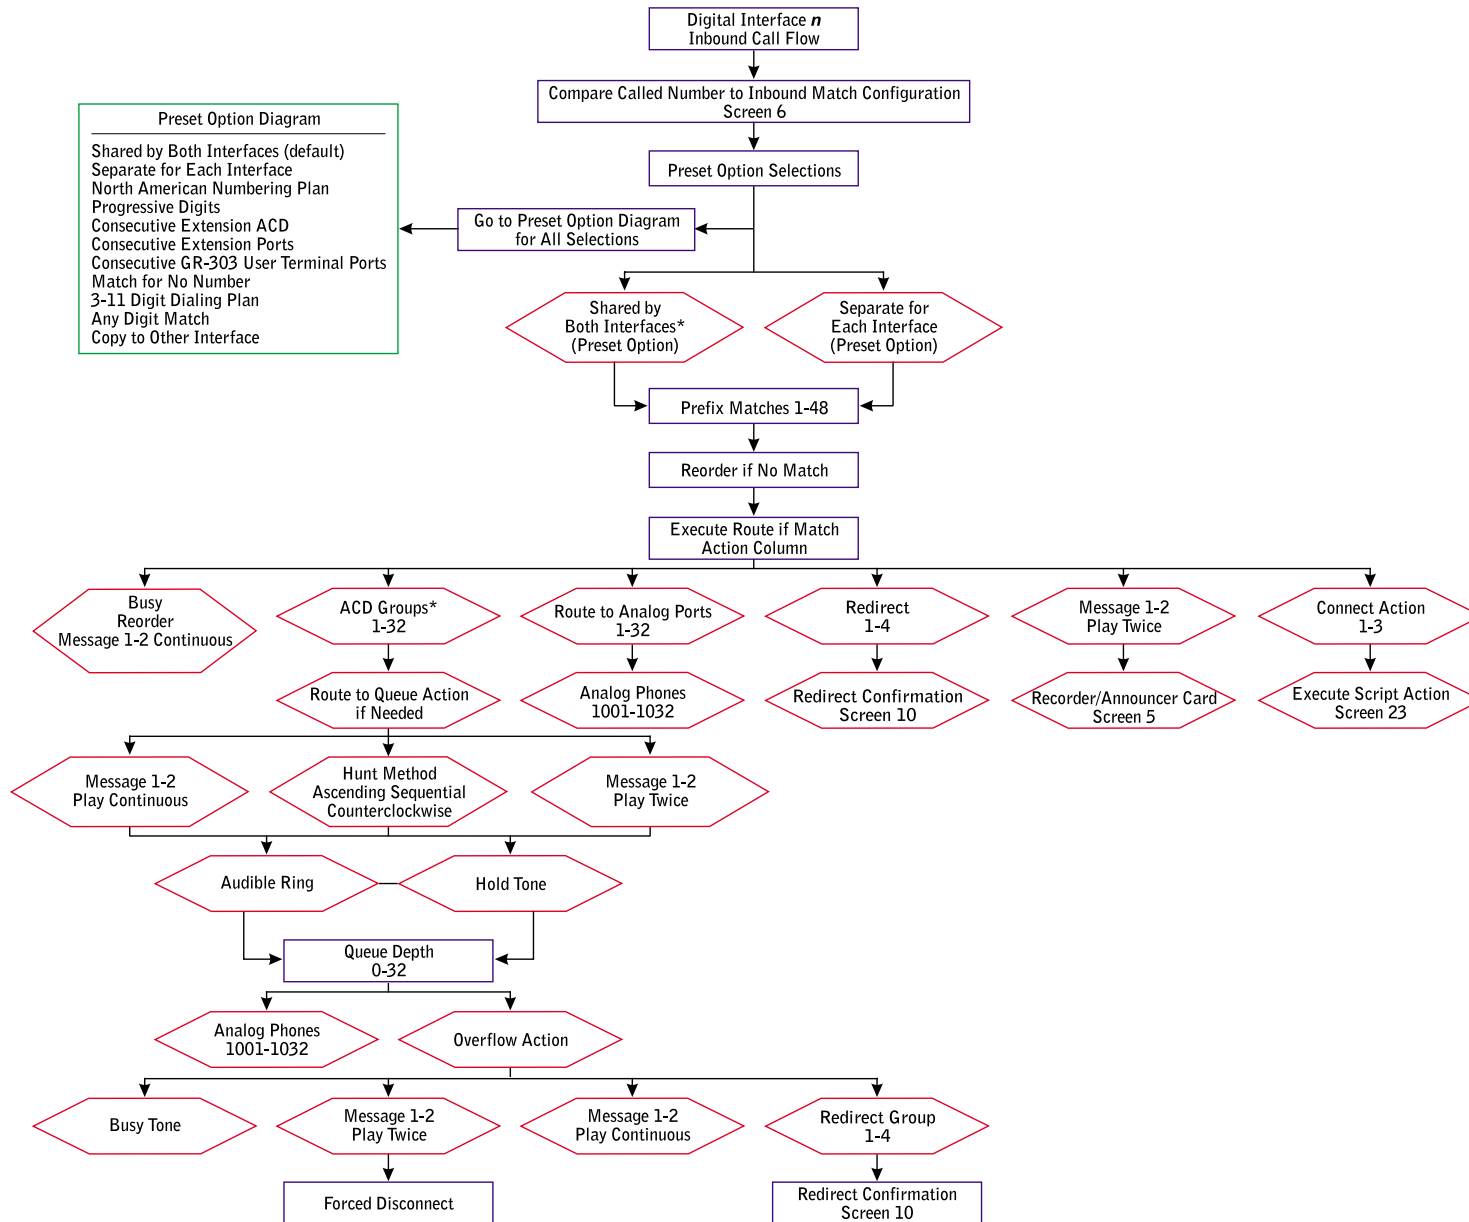 Digital Interface n
Inbound Call Flow
Compare Called Number to Inbound Match Configuration
Screen 6
Preset Option Diagram
Shared by Both Interfaces (default)
Separate for Each Interface
North American Numbering Plan
Progressive Digits
Consecutive Extension ACD
Consecutive Extension Ports
Consecutive GR-303 User Terminal Ports
Match for No Number
3-11 Digit Dialing Plan
Any Digit Match
Copy to Other Interface
Preset Option Selections
Go to Preset Option Diagram
for All Selections
Shared by
Both Interfaces*
(Preset Option)
Separate for
Each Interface
(Preset Option)
Prefix Matches 1-48
Reorder if No Match
Execute Route if Match
Action Column
Busy
Reorder
Message 1-2 Continuous
ACD Groups*
1-32
Route to Analog Ports
1-32
Redirect
1-4
Message 1-2
Play Twice
Connect Action
1-3
Route to Queue Action
if Needed
Analog Phones
1001-1032
Redirect Confirmation
Screen 10
Recorder/Announcer Card
Screen 5
Execute Script Action
Screen 23
Message 1-2
Play Continuous
Hunt Method
Ascending Sequential
Counterclockwise
Message 1-2
Play Twice
Audible Ring
Hold Tone
Queue Depth
0-32
Analog Phones
1001-1032
Overflow Action
Busy Tone
Message 1-2
Play Twice
Message 1-2
Play Continuous
Redirect Group
1-4
Forced Disconnect
Redirect Confirmation
Screen 10